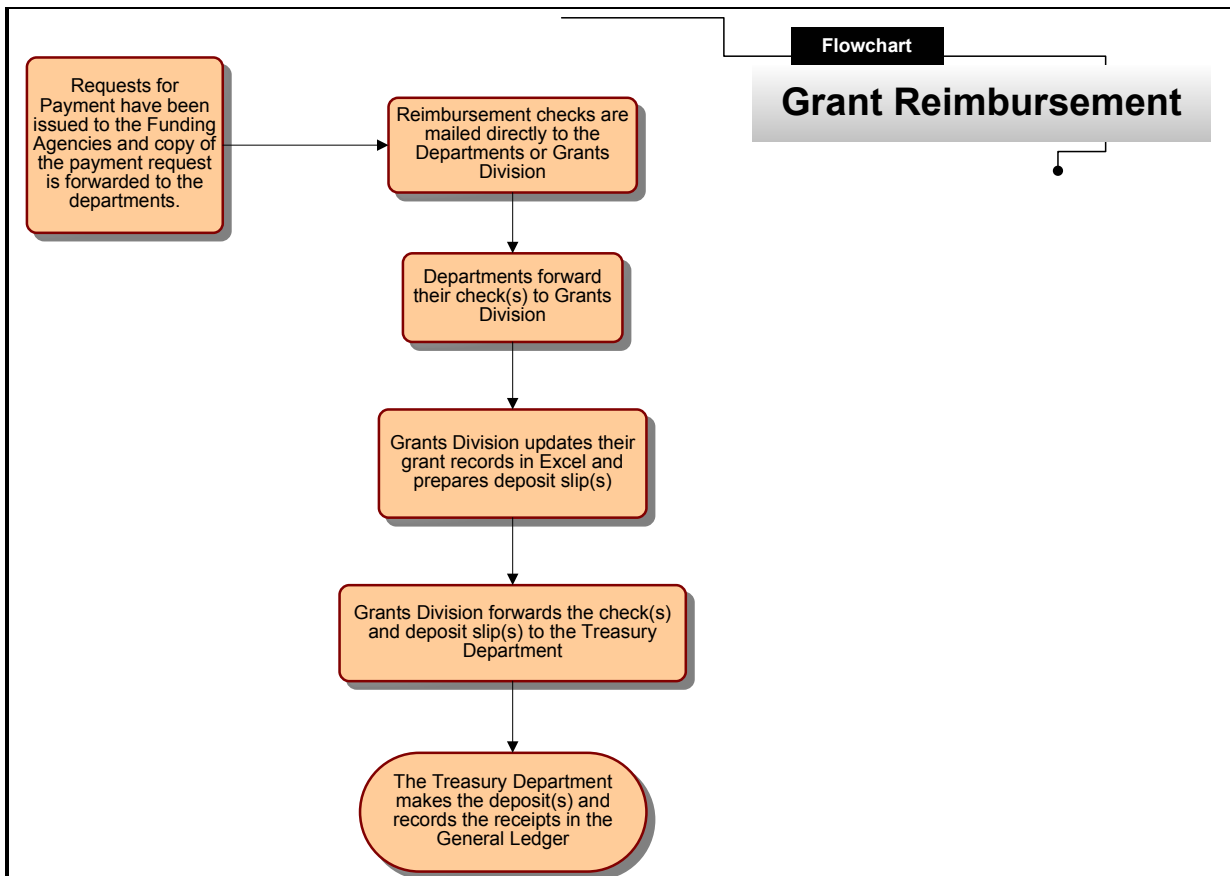 Flowchart
Grant Reimbursement
Requests for
Payment have been
issued to the Funding
Agencies and copy of
the payment request
is forwarded to the
departments.
Reimbursement checks are
mailed directly to the
Departments or Grants
Division
Departments forward
their check(s) to Grants
Division
Grants Division updates their
grant records in Excel and
prepares deposit slip(s)
Grants Division forwards the check(s)
and deposit slip(s) to the Treasury
Department
The Treasury Department
makes the deposit(s) and
records the receipts in the
General Ledger